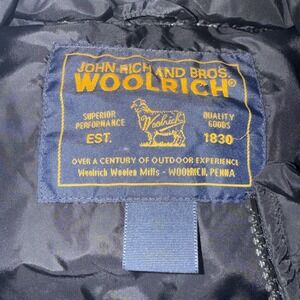 JOHN RICH AND BROS.
WOOLRICH®
SUPERIOR PERFORMANCE
Woolrich
QUALITY GOODS
EST. 1830
OVER A CENTURY OF OUTDOOR EXPERIENCE
Woolrich Woolen Mills - WOOLRICH, PENNA